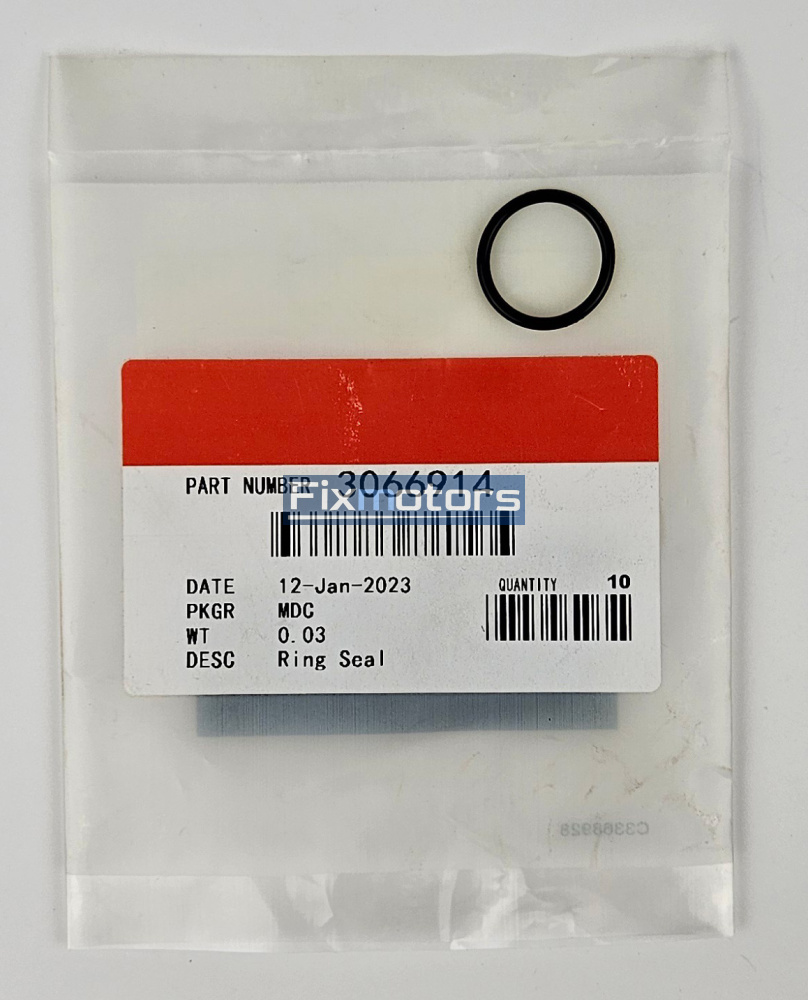 PART NUMBER 3066914
Fixmotors
DATE 12-Jan-2023
QUANTITY 10
PKGR MDC
WT 0.03
DESC Ring Seal
C3368928